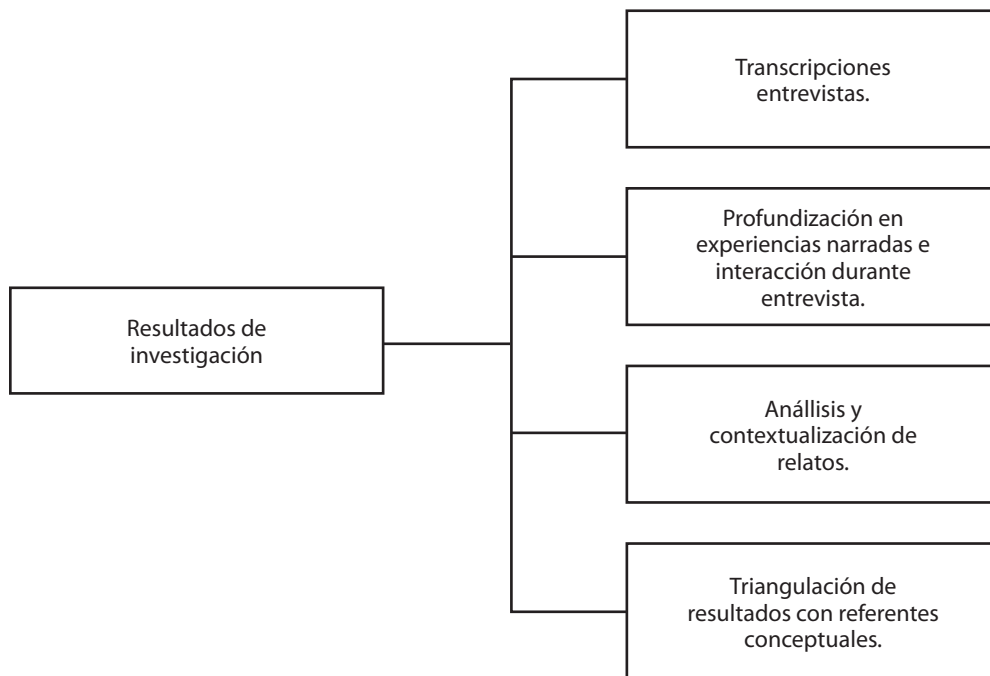 Resultados de
investigación
Transcripciones
entrevistas.
Profundización en
experiencias narradas e
interacción durante
entrevista.
Anállisis y
contextualización de
relatos.
Triangulación de
resultados con referentes
conceptuales.